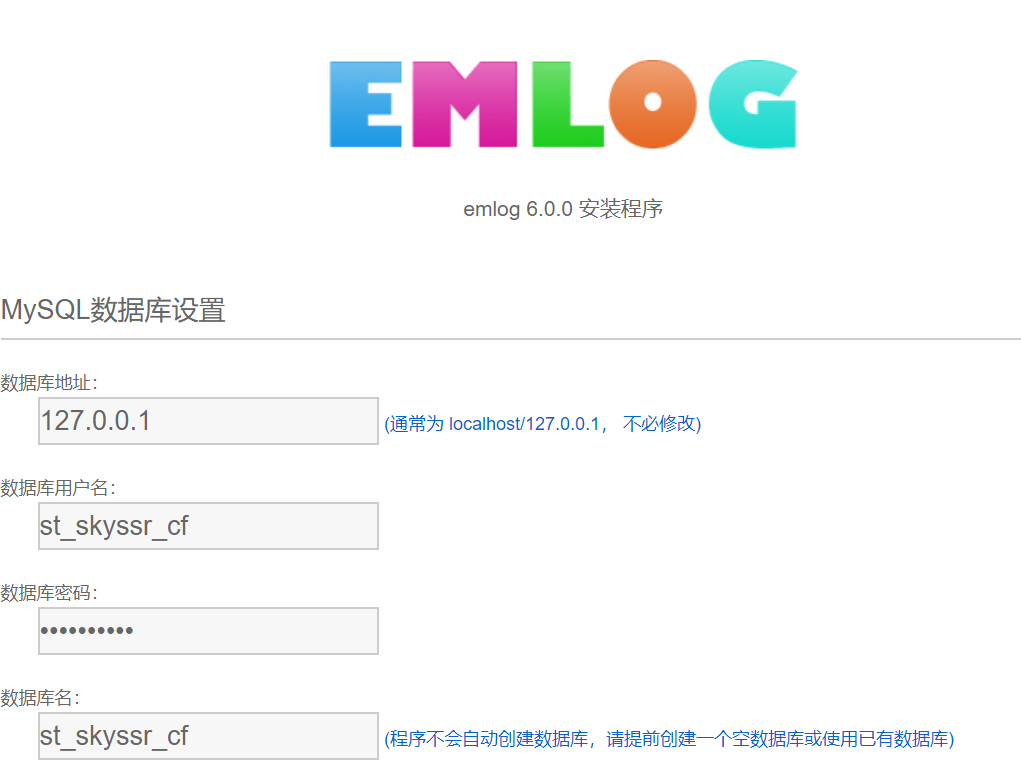 EMLOG
emlog 6.0.0 安装程序
MySQL数据库设置
数据库地址：
127.0.0.1 (通常为 localhost/127.0.0.1， 不必修改)
数据库用户名：
st_skyssr_cf
数据库密码：
••••••••••
数据库名：
st_skyssr_cf (程序不会自动创建数据库，请提前创建一个空数据库或使用已有数据库)